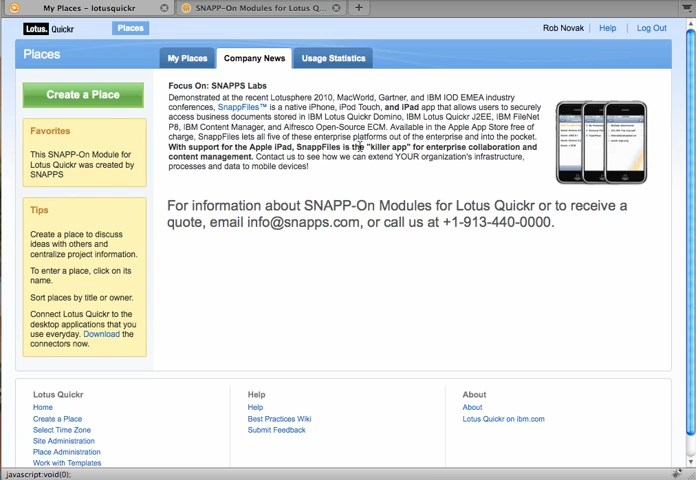 My Places - lotusquickr
SNAPP-On Modules for Lotus Q...
Lotus. Quickr
Places
Rob Novak
Help
Log Out
Places
My Places
Company News
Usage Statistics
Create a Place
Favorites
This SNAPP-On Module for
Lotus Quickr was created by
SNAPPS
Tips
Create a place to discuss
ideas with others and
centralize project information.
To enter a place, click on its
name.
Sort places by title or owner.
Connect Lotus Quickr to the
desktop applications that you
use everyday. Download the
connectors now.
Focus On: SNAPPS Labs
Demonstrated at the recent Lotusphere 2010, MacWorld, Gartner, and IBM IOD EMEA industry
conferences, SnappFiles™ is a native iPhone, iPod Touch, and iPad app that allows users to securely
access business documents stored in IBM Lotus Quickr Domino, IBM Lotus Quickr J2EE, IBM FileNet
P8, IBM Content Manager, and Alfresco Open-Source ECM. Available in the Apple App Store free of
charge, SnappFiles lets all five of these enterprise platforms out of the enterprise and into the pocket.
With support for the Apple iPad, SnappFiles is the "killer app" for enterprise collaboration and
content management. Contact us to see how we can extend YOUR organization's infrastructure,
processes and data to mobile devices!
For information about SNAPP-On Modules for Lotus Quickr or to receive a
quote, email info@snapps.com, or call us at +1-913-440-0000.
Lotus Quickr
Home
Create a Place
Select Time Zone
Site Administration
Place Administration
Work with Templates
Help
Help
Best Practices Wiki
Submit Feedback
About
About
Lotus Quickr on ibm.com
javascript:void(0);